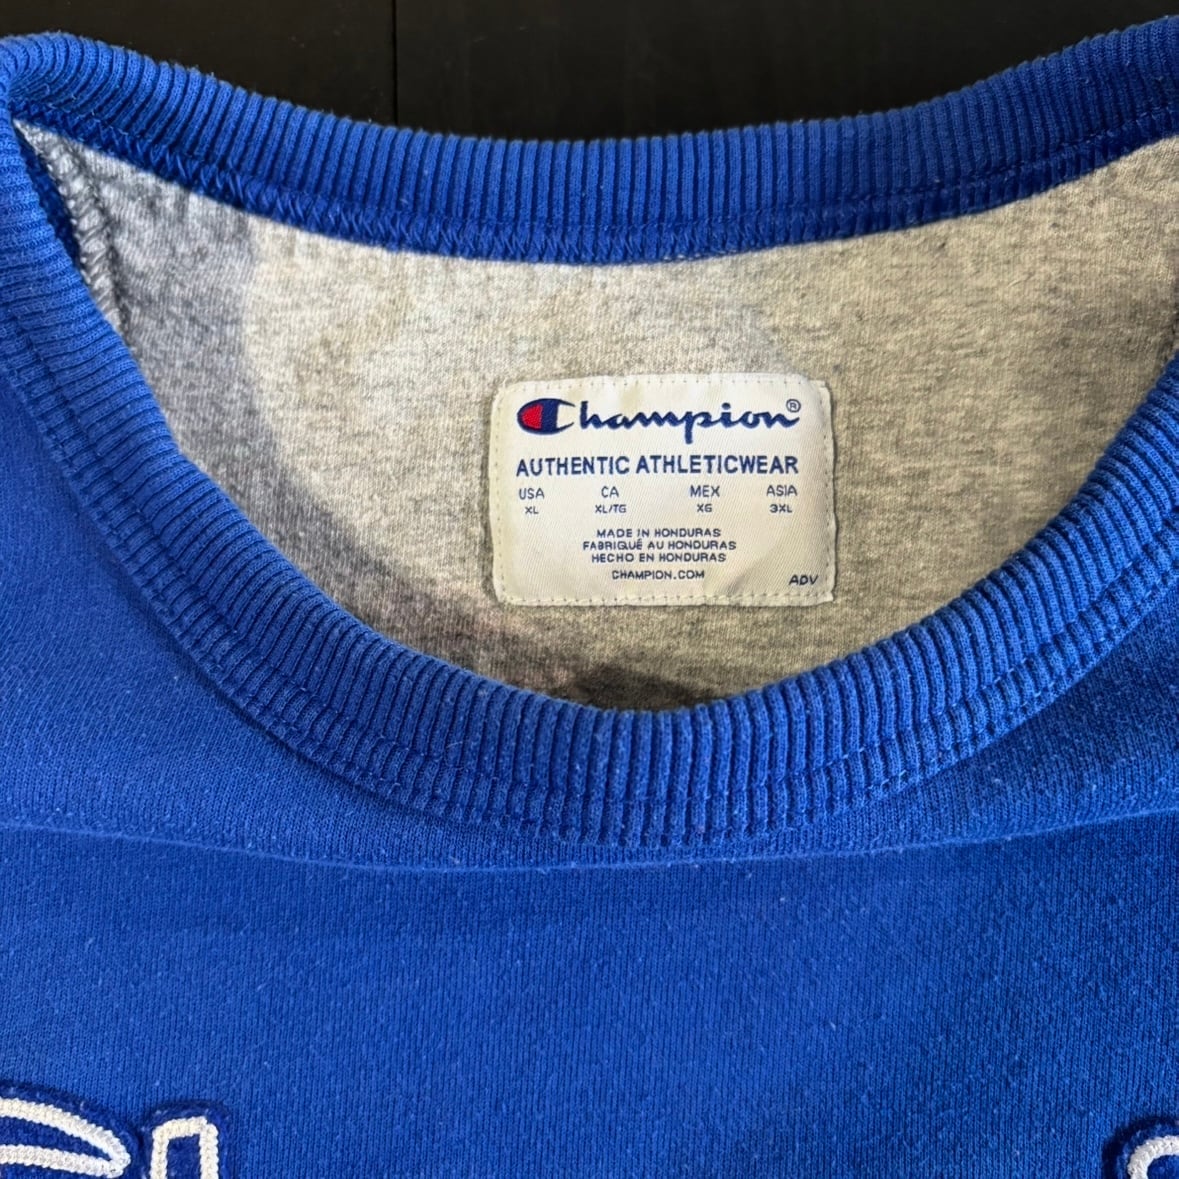 Champion®
AUTHENTIC ATHLETICWEAR
USA CA MEX ASIA
XL XL/TG XG 3XL
MADE IN HONDURAS
FABRIQUÉ AU HONDURAS
HECHO EN HONDURAS
CHAMPION.COM
ADV